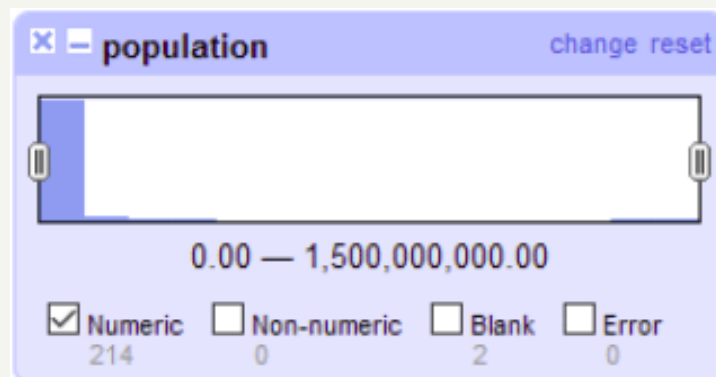 population change reset
0.00 — 1,500,000,000.00
Numeric Non-numeric Blank Error
214 0 2 0